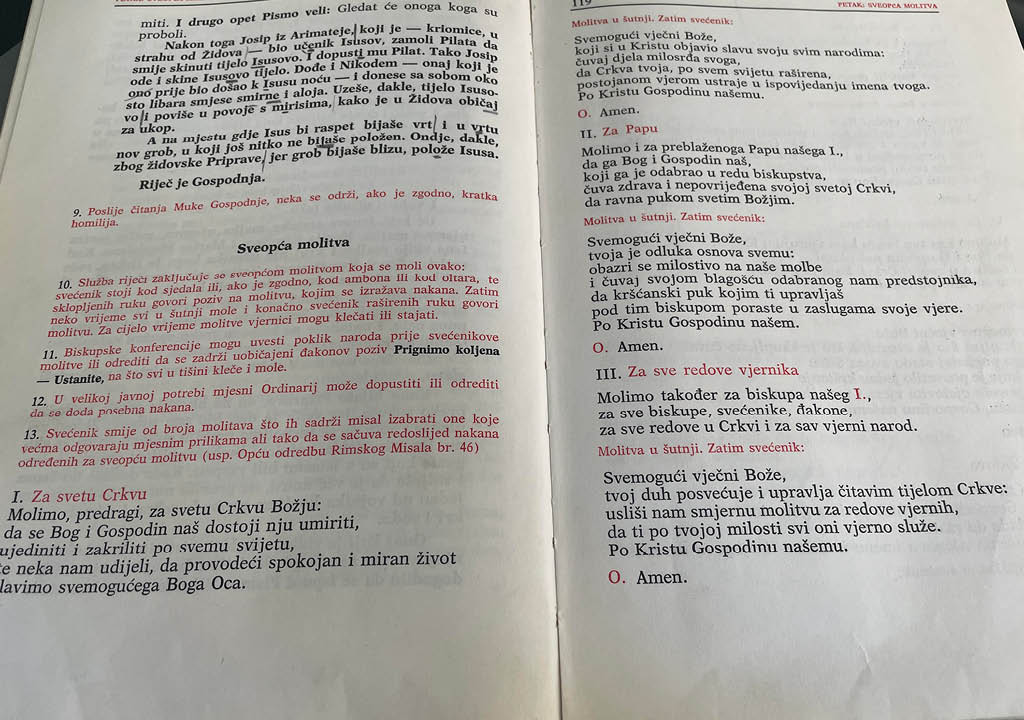 miti. I drugo opet Pismo veli: Gledat će onoga koga su
proboli.
Nakon toga Josip iz Arimateje, koji je — kriomice, u
strahu od Židova — bio učenik Isusov, zamoli Pilata da
smije skinuti tijelo Isusovo. I dopusti mu Pilat. Tako Josip
ode i skine Isusovo tijelo. Dođe i Nikodem — onaj koji je
ono prije bio došao k Isusu noću — i donese sa sobom oko
sto libara smjese smirne i aloja. Uzeše, dakle, tijelo Isuso-
vo i poviše u povoje s mirisima, kako je u Židova običaj
za ukop.
A na mjestu gdje Isus bi raspet bijaše vrt i u vrtu
nov grob, u koji još nitko ne bijaše položen. Ondje, dakle,
zbog židovske Priprave, jer grob bijaše blizu, polože Isusa.
Riječ je Gospodnja.
9. Poslije čitanja Muke Gospodnje, neka se održi, ako je zgodno, kratka
homilija.
Sveopća molitva
10. Služba riječi zaključuje se sveopćom molitvom koja se moli ovako:
svećenik stoji kod sjedala ili, ako je zgodno, kod ambona ili kod oltara, te
sklopljenih ruku govori poziv na molitvu, kojim se izražava nakana. Zatim
neko vrijeme svi u šutnji mole i konačno svećenik raširenih ruku govori
molitvu. Za cijelo vrijeme molitve vjernici mogu klečati ili stajati.
11. Biskupske konferencije mogu uvesti poklik naroda prije svećenikove
molitve ili odrediti da se zadrži uobičajeni đakonov poziv Prignimo koljena
— Ustanite, na što svi u tišini kleče i mole.
12. U velikoj javnoj potrebi mjesni Ordinarij može dopustiti ili odrediti
da se doda posebna nakana.
13. Svećenik smije od broja molitava što ih sadrži misal izabrati one koje
većma odgovaraju mjesnim prilikama ali tako da se sačuva redoslijed nakana
određenih za sveopću molitvu (usp. Opću odredbu Rimskog Misala br. 46)
I. Za svetu Crkvu
Molimo, predragi, za svetu Crkvu Božju:
da se Bog i Gospodin naš dostoji nju umiriti,
ujediniti i zakriliti po svemu svijetu,
te neka nam udijeli, da provodeći spokojan i miran život
slavimo svemogućega Boga Oca.
119 PETAK: SVEOPĆA MOLITVA
Molitva u šutnji. Zatim svećenik:
Svemogući vječni Bože,
koji si u Kristu objavio slavu svoju svim narodima:
čuvaj djela milosrđa svoga,
da Crkva tvoja, po svem svijetu raširena,
postojanom vjerom ustraje u ispovijedanju imena tvoga.
Po Kristu Gospodinu našemu.
O. Amen.
II. Za Papu
Molimo i za preblaženoga Papu našega I.,
da ga Bog i Gospodin naš,
koji ga je odabrao u redu biskupstva,
čuva zdrava i nepovrijeđena svojoj svetoj Crkvi,
da ravna pukom svetim Božjim.
Molitva u šutnji. Zatim svećenik:
Svemogući vječni Bože,
tvoja je odluka osnova svemu:
obazri se milostivo na naše molbe
i čuvaj svojom blagošću odabranog nam predstojnika,
da kršćanski puk kojim ti upravljaš
pod tim biskupom poraste u zaslugama svoje vjere.
Po Kristu Gospodinu našem.
O. Amen.
III. Za sve redove vjernika
Molimo također za biskupa našeg I.,
za sve biskupe, svećenike, đakone,
za sve redove u Crkvi i za sav vjerni narod.
Molitva u šutnji. Zatim svećenik:
Svemogući vječni Bože,
tvoj duh posvećuje i upravlja čitavim tijelom Crkve:
usliši nam smjernu molitvu za redove vjernih,
da ti po tvojoj milosti svi oni vjerno služe.
Po Kristu Gospodinu našemu.
O. Amen.